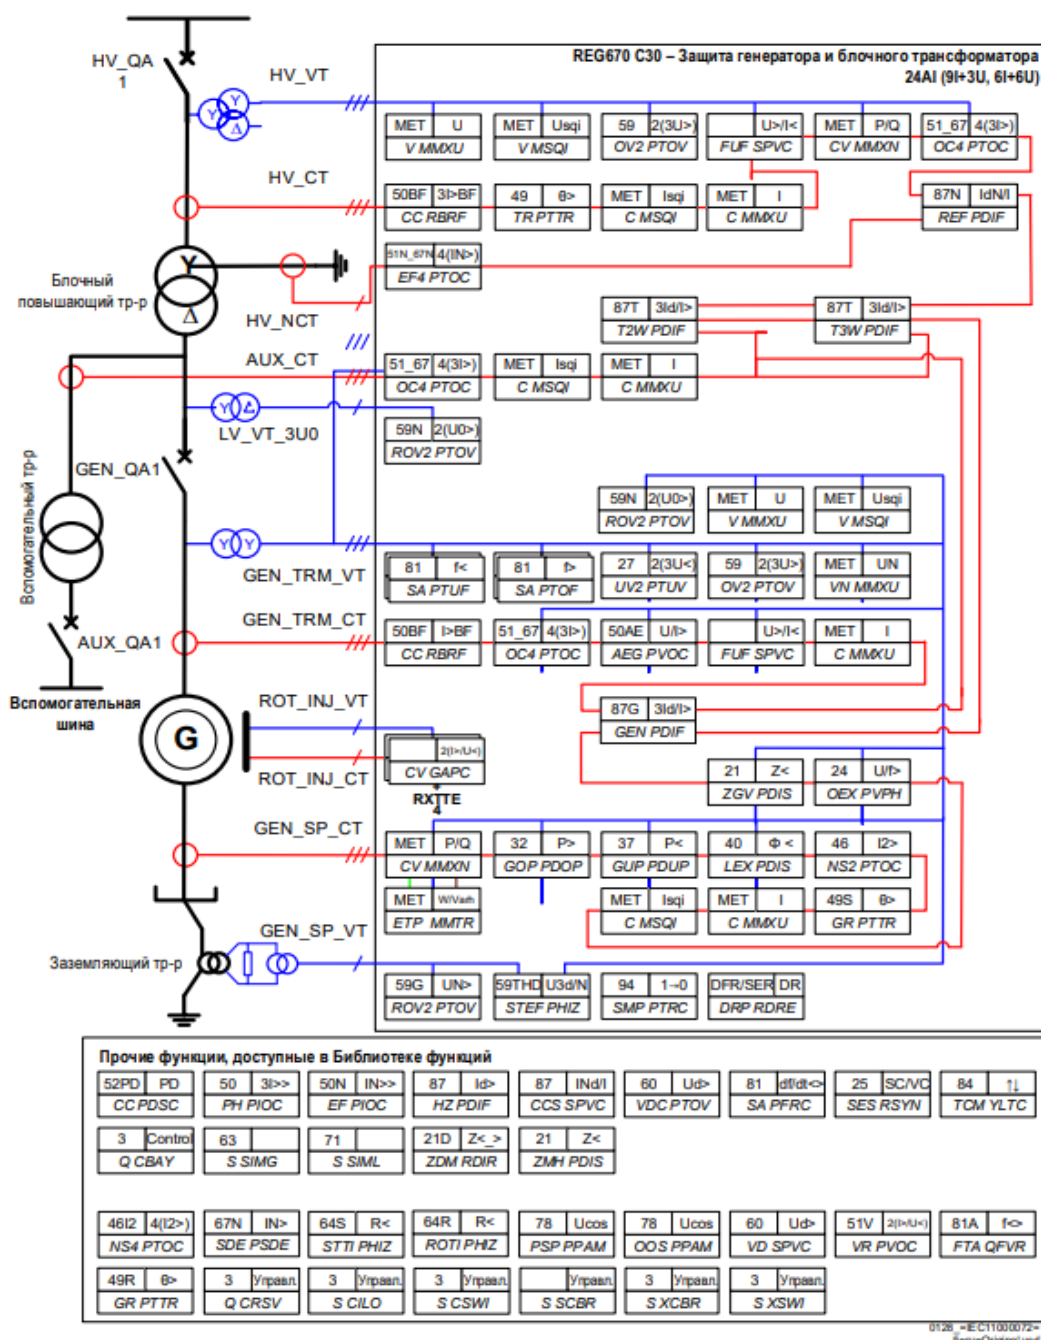 REG670 C30 – Защита генератора и блочного трансформатора
24AI (9I+3U, 6I+6U)
HV_QA
1
HV_VT
MET U
V MMXU
MET Usqi
V MSQI
59 2(3U>)
OV2 PTOV
U>/I<
FUF SPVC
MET P/Q
CV MMXN
51_67 4(3I>)
OC4 PTOC
HV_CT
50BF 3I>BF
CC RBRF
49 θ>
TR PTTR
MET Isqi
C MSQI
MET I
C MMXU
87N IdN/I
REF PDIF
51N_67N 4(IN>)
EF4 PTOC
Y
Δ
Блочный
повышающий тр-р
HV_NCT
87T 3Id/I>
T2W PDIF
87T 3Id/I>
T3W PDIF
AUX_CT
51_67 4(3I>)
OC4 PTOC
MET Isqi
C MSQI
MET I
C MMXU
LV_VT_3U0
59N 2(U0>)
ROV2 PTOV
GEN_QA1
Вспомогательный тр-р
59N 2(U0>)
ROV2 PTOV
MET U
V MMXU
MET Usqi
V MSQI
GEN_TRM_VT
81 f<
SA PTUF
81 f>
SA PTOF
27 2(3U<)
UV2 PTUV
59 2(3U>)
OV2 PTOV
MET UN
VN MMXU
GEN_TRM_CT
50BF I>BF
CC RBRF
51_67 4(3I>)
OC4 PTOC
50AE U/I>
AEG PVOC
U>/I<
FUF SPVC
MET I
C MMXU
AUX_QA1
Вспомогательная
шина
G
ROT_INJ_VT
ROT_INJ_CT
2(I>/U<)
CV GAPC
+
RXTTE
4
87G 3Id/I>
GEN PDIF
21 Z<
ZGV PDIS
24 U/f>
OEX PVPH
GEN_SP_CT
MET P/Q
CV MMXN
32 P>
GOP PDOP
37 P<
GUP PDUP
40 Φ <
LEX PDIS
46 I2>
NS2 PTOC
MET W/Varh
ETP MMTR
MET Isqi
C MSQI
MET I
C MMXU
49S θ>
GR PTTR
GEN_SP_VT
Заземляющий тр-р
59G UN>
ROV2 PTOV
59THD U3d/N
STEF PHIZ
94 1→0
SMP PTRC
DFR/SER DR
DRP RDRE
Прочие функции, доступные в Библиотеке функций
52PD PD
CC PDSC
50 3I>>
PH PIOC
50N IN>>
EF PIOC
87 Id>
HZ PDIF
87 INd/I
CCS SPVC
60 Ud>
VDC PTOV
81 df/dt<>
SA PFRC
25 SC/VC
SES RSYN
84 ↑↓
TCM YLTC
3 Control
Q CBAY
63
S SIMG
71
S SIML
21D Z<_>
ZDM RDIR
21 Z<
ZMH PDIS
46I2 4(I2>)
NS4 PTOC
67N IN>
SDE PSDE
64S R<
STTI PHIZ
64R R<
ROTI PHIZ
78 Ucos
PSP PPAM
78 Ucos
OOS PPAM
60 Ud>
VD SPVC
51V 2(I>/U<)
VR PVOC
81A f<>
FTA QFVR
49R θ>
GR PTTR
3 Управл.
Q CRSV
3 Управл.
S CILO
3 Управл.
S CSWI
Управл.
S SCBR
3 Управл.
S XCBR
3 Управл.
S XSWI